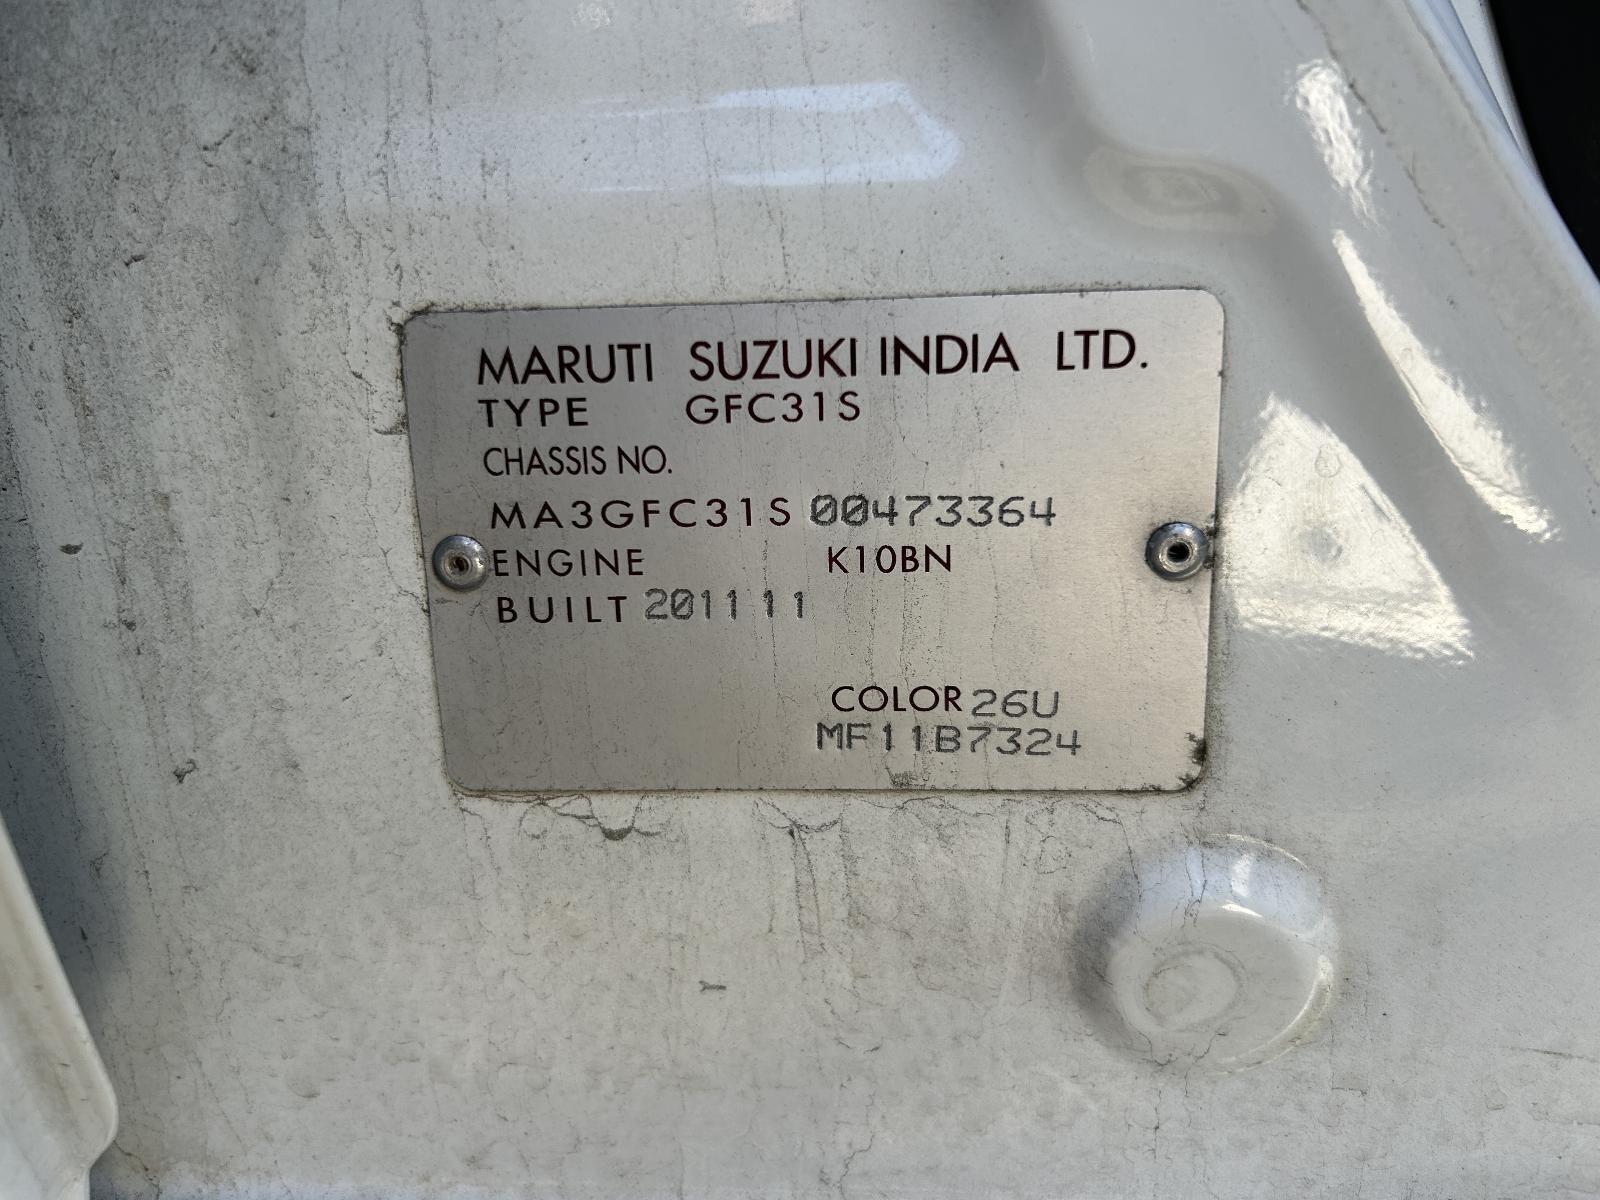 MARUTI SUZUKI INDIA LTD.
TYPE GFC31S
CHASSIS NO.
MA3GFC31S00473364
ENGINE K10BN
BUILT 2011 11
COLOR 26U
MF11B7324